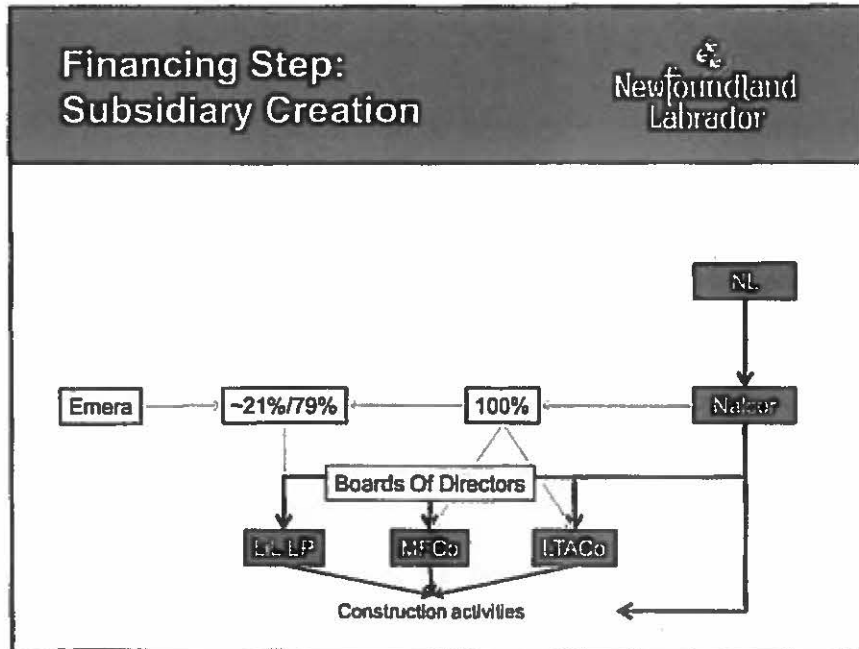 Financing Step:
Subsidiary Creation
Newfoundland
Labrador
NL
Emera
~21%/79%
100%
Nalcor
Boards Of Directors
LIL LP
MFCo
LTACo
Construction activities